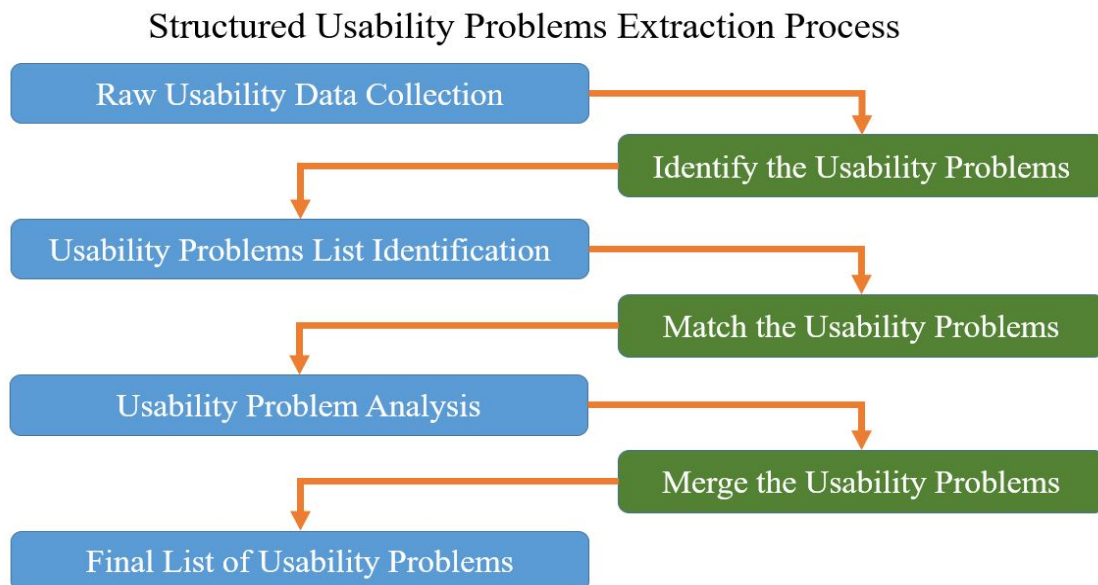 Structured Usability Problems Extraction Process
Raw Usability Data Collection
Identify the Usability Problems
Usability Problems List Identification
Match the Usability Problems
Usability Problem Analysis
Merge the Usability Problems
Final List of Usability Problems